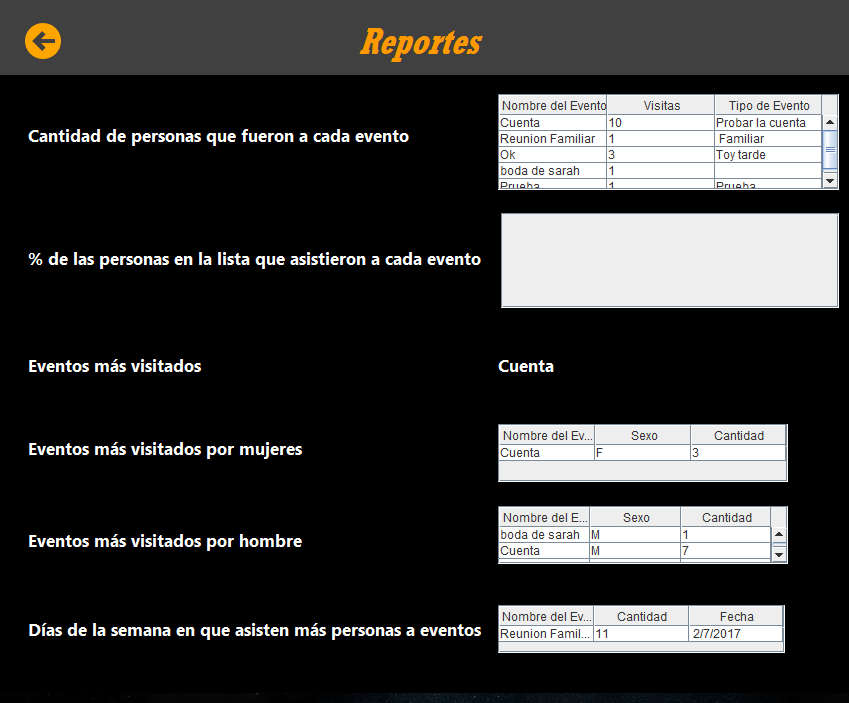 Reportes
Cantidad de personas que fueron a cada evento
Nombre del Evento Visitas Tipo de Evento
Cuenta 10 Probar la cuenta
Reunion Familiar 1 Familiar
Ok 3 Toy tarde
boda de sarah 1
Prueba 1 Prueba
% de las personas en la lista que asistieron a cada evento
Eventos más visitados Cuenta
Eventos más visitados por mujeres
Nombre del Ev... Sexo Cantidad
Cuenta F 3
Eventos más visitados por hombre
Nombre del E... Sexo Cantidad
boda de sarah M 1
Cuenta M 7
Días de la semana en que asisten más personas a eventos
Nombre del Ev... Cantidad Fecha
Reunion Famil... 11 2/7/2017